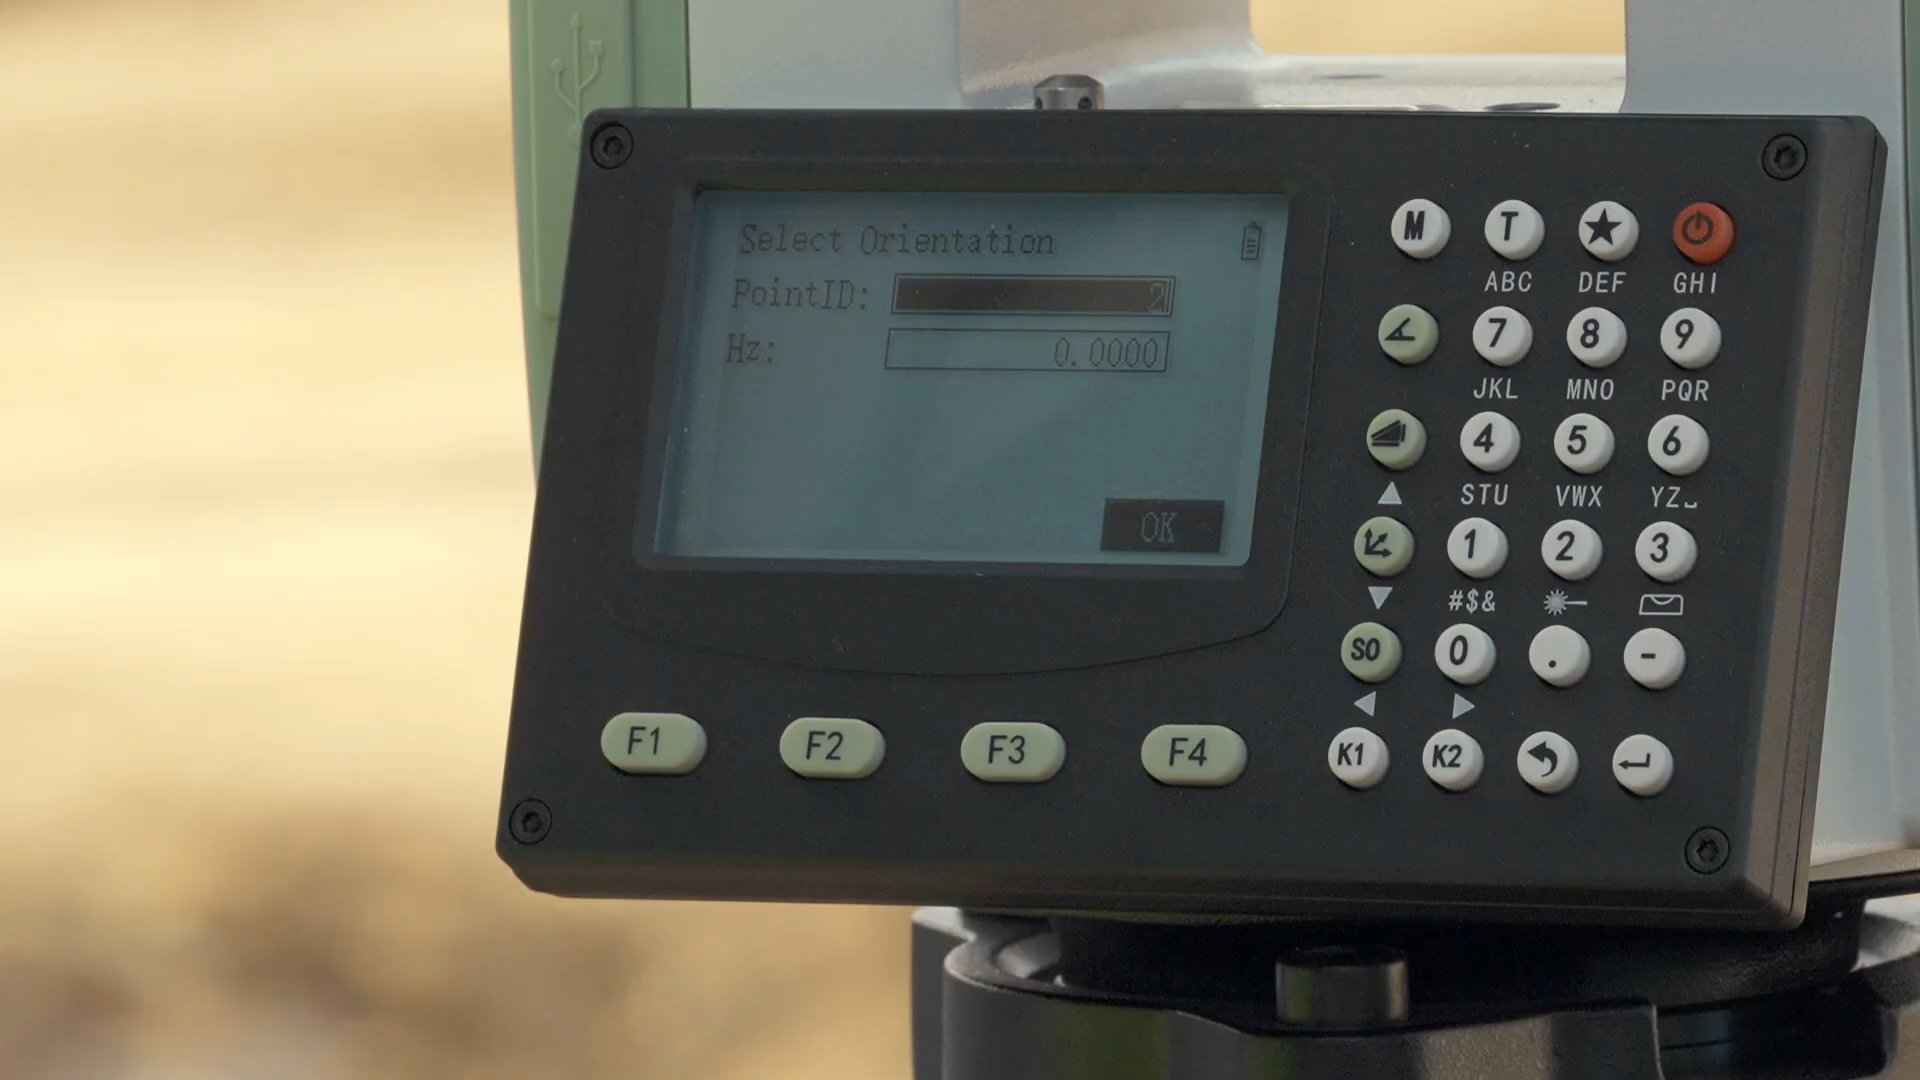 Select Orientation
PointID: 2
Hz: 0.0000
OK
M T
ABC DEF GHI
7 8 9
JKL MNO PQR
4 5 6
STU VWX YZ␣
1 2 3
#$&
SO 0 . -
F1 F2 F3 F4 K1 K2